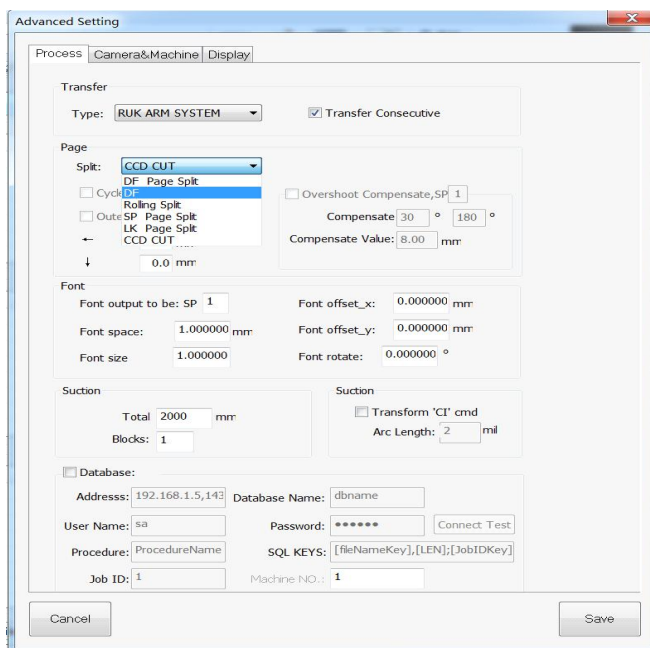 Advanced Setting
Process Camera&Machine Display
Transfer
Type: RUK ARM SYSTEM Transfer Consecutive
Page
Split: CCD CUT
DF Page Split
Cycle DF Overshoot Compensate,SP 1
Rolling Split
Oute SP Page Split Compensate 30 ° 180 °
LK Page Split
← CCD CUT Compensate Value: 8.00 mm
↓ 0.0 mm
Font
Font output to be: SP 1 Font offset_x: 0.000000 mm
Font space: 1.000000 mm Font offset_y: 0.000000 mm
Font size 1.000000 Font rotate: 0.000000 °
Suction Suction
Total 2000 mm Transform 'CI' cmd
Blocks: 1 Arc Length: 2 mil
Database:
Addresss: 192.168.1.5,143 Database Name: dbname
User Name: sa Password: •••••• Connect Test
Procedure: ProcedureName SQL KEYS: [fileNameKey],[LEN];[JobIDKey]
Job ID: 1 Machine NO.: 1
Cancel Save